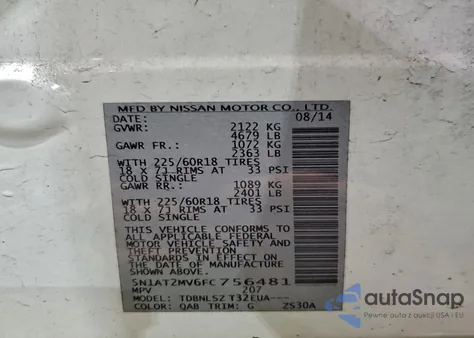 MFD BY NISSAN MOTOR CO., LTD.
DATE: 08/14
GVWR: 2122 KG
4679 LB
GAWR FR.: 1072 KG
2363 LB
WITH 225/60R18 TIRES
18 X 7J RIMS AT 33 PSI
COLD SINGLE
GAWR RR.: 1089 KG
2401 LB
WITH 225/60R18 TIRES
18 X 7J RIMS AT 33 PSI
COLD SINGLE
THIS VEHICLE CONFORMS TO
ALL APPLICABLE FEDERAL
MOTOR VEHICLE SAFETY AND
THEFT PREVENTION
STANDARDS IN EFFECT ON
THE DATE OF MANUFACTURE
SHOWN ABOVE.
5N1AT2MV6FC756481
MPV 207
MODEL: TDBNLSZ T32EUA---
COLOR: QAB TRIM: G ZS30A
autoSnap
Powered by